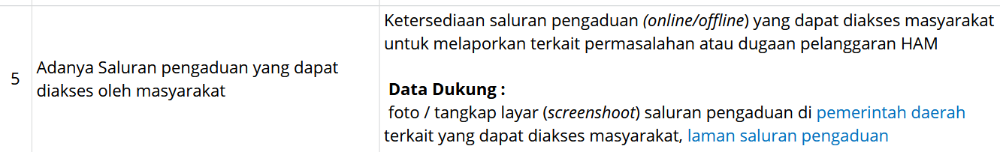 5
Adanya Saluran pengaduan yang dapat
diakses oleh masyarakat
Ketersediaan saluran pengaduan (online/offline) yang dapat diakses masyarakat
untuk melaporkan terkait permasalahan atau dugaan pelanggaran HAM
Data Dukung :
foto / tangkap layar (screenshoot) saluran pengaduan di pemerintah daerah
terkait yang dapat diakses masyarakat, laman saluran pengaduan